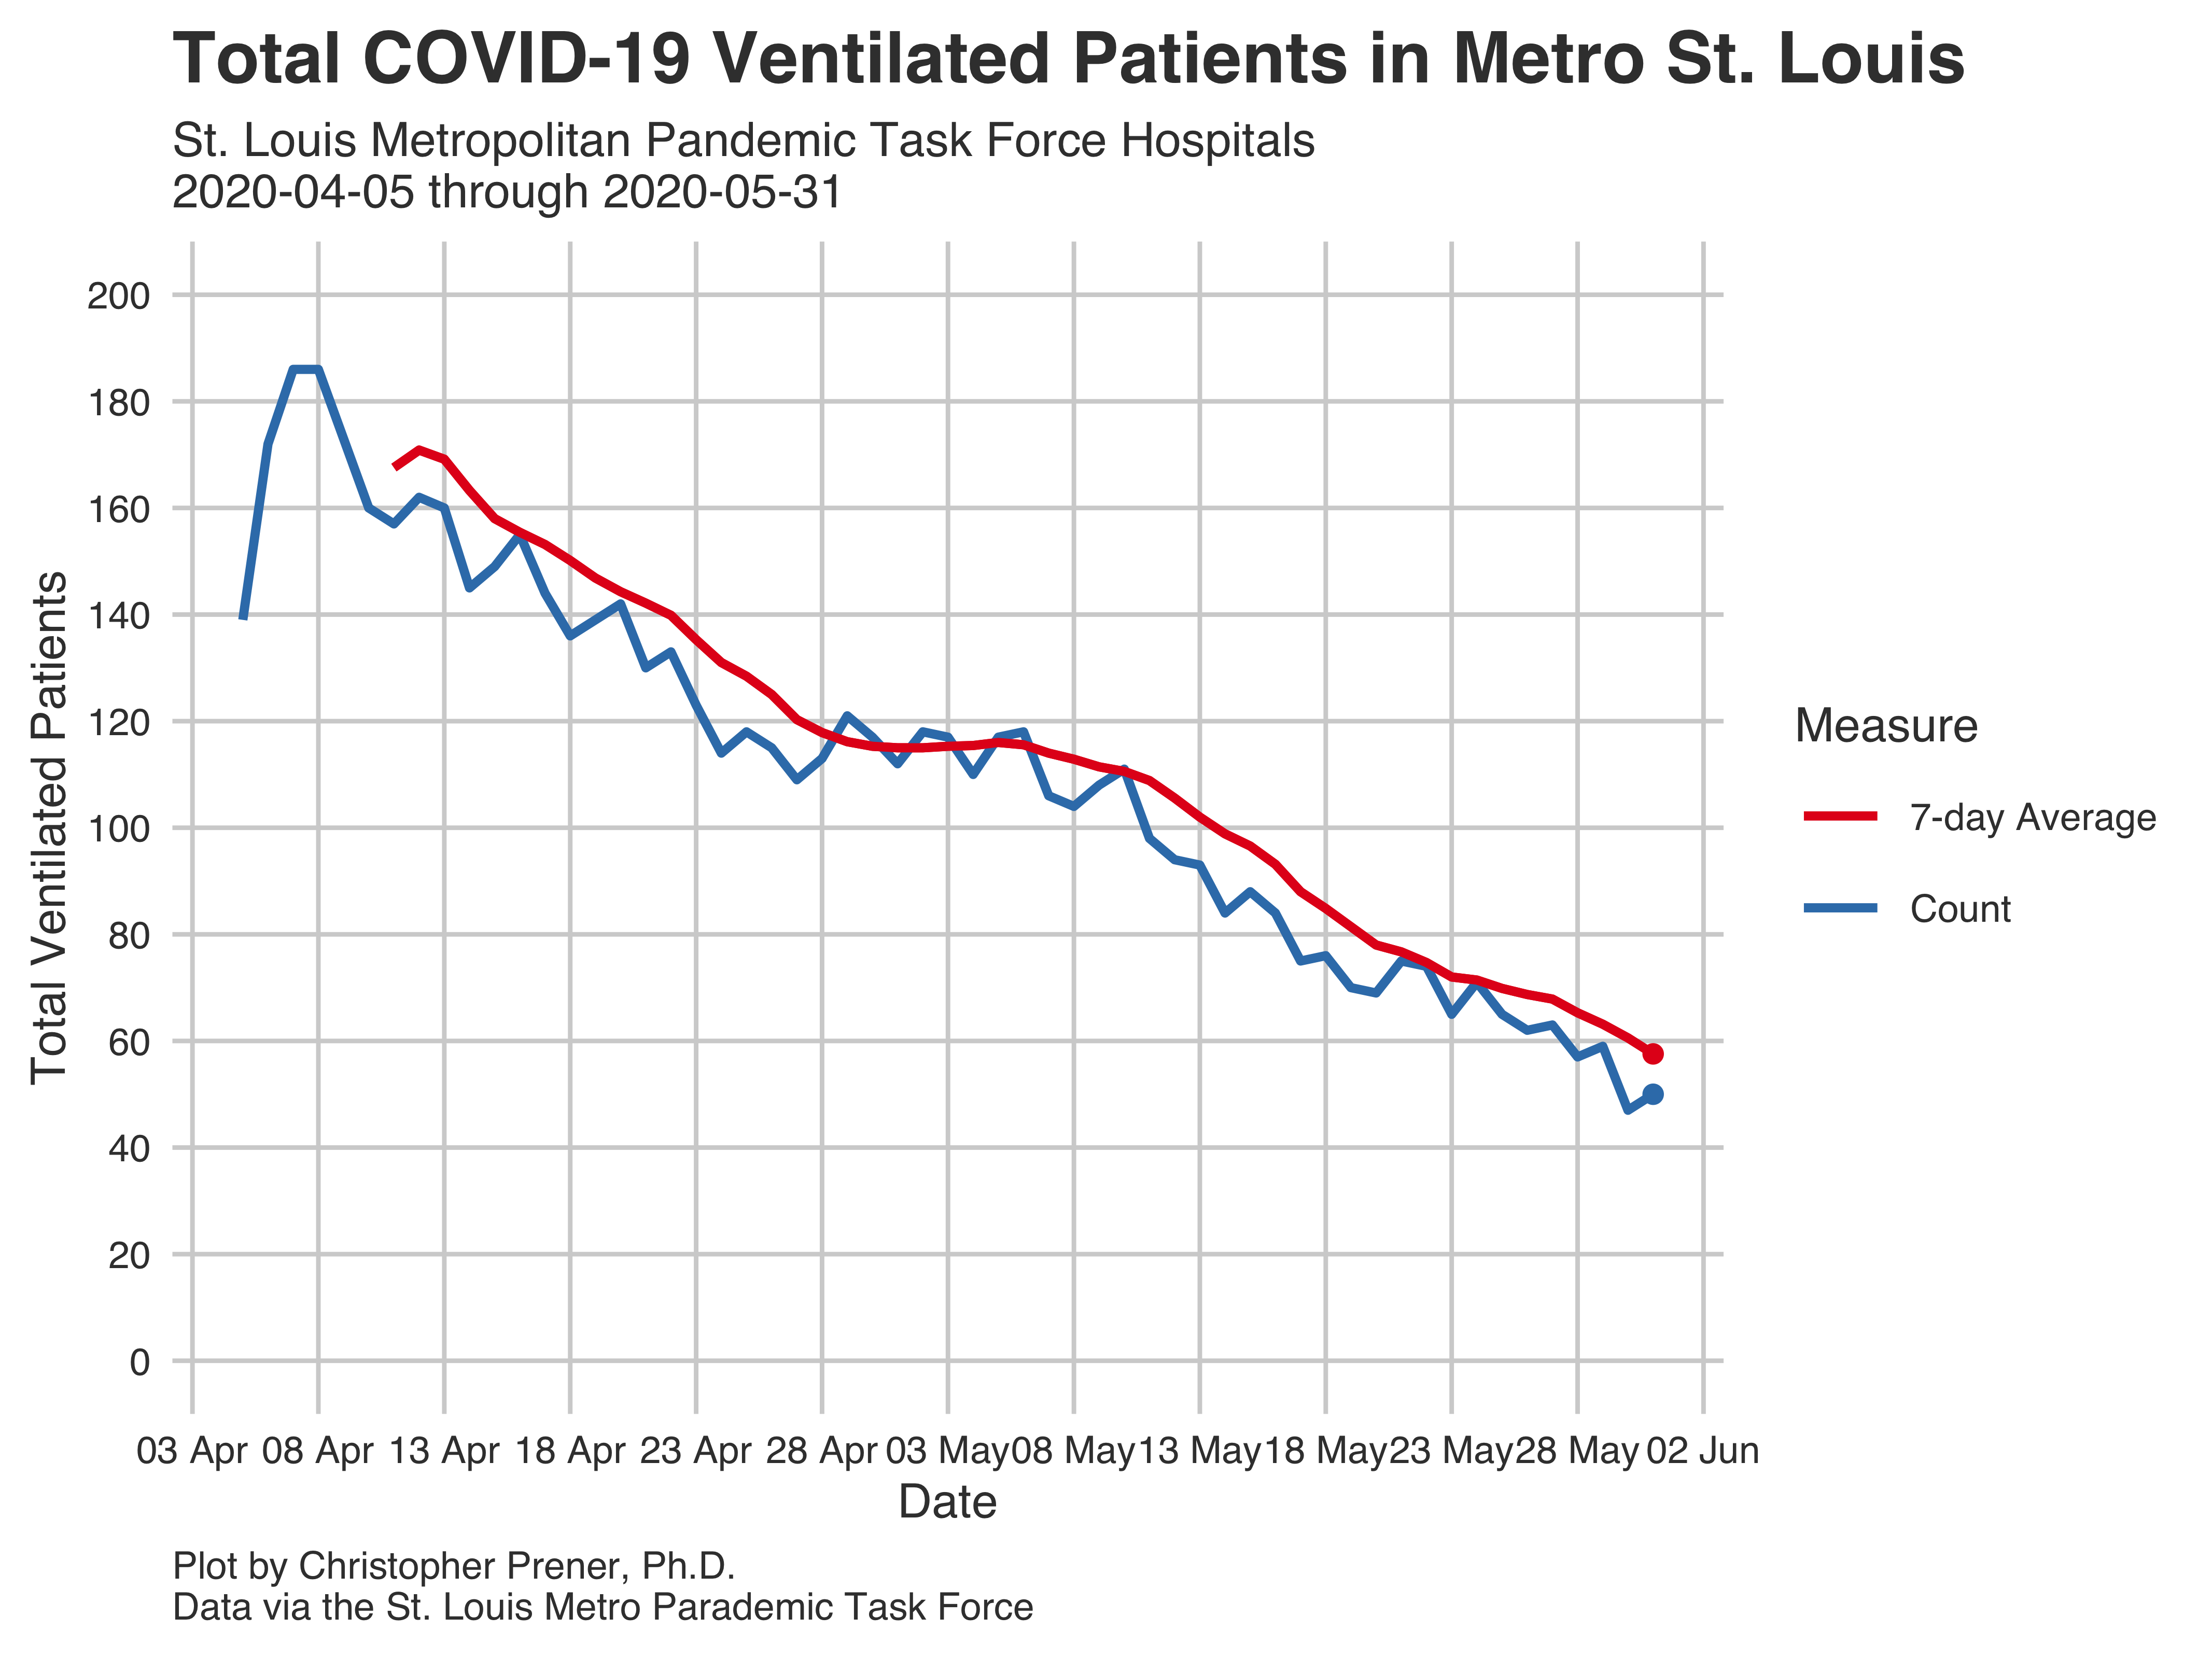 Total COVID-19 Ventilated Patients in Metro St. Louis
St. Louis Metropolitan Pandemic Task Force Hospitals
2020-04-05 through 2020-05-31
200
180
160
140
120
100
80
60
40
20
0
Total Ventilated Patients
03 Apr 08 Apr 13 Apr 18 Apr 23 Apr 28 Apr 03 May 08 May 13 May 18 May 23 May 28 May 02 Jun
Date
Measure
7-day Average
Count
Plot by Christopher Prener, Ph.D.
Data via the St. Louis Metro Parademic Task Force